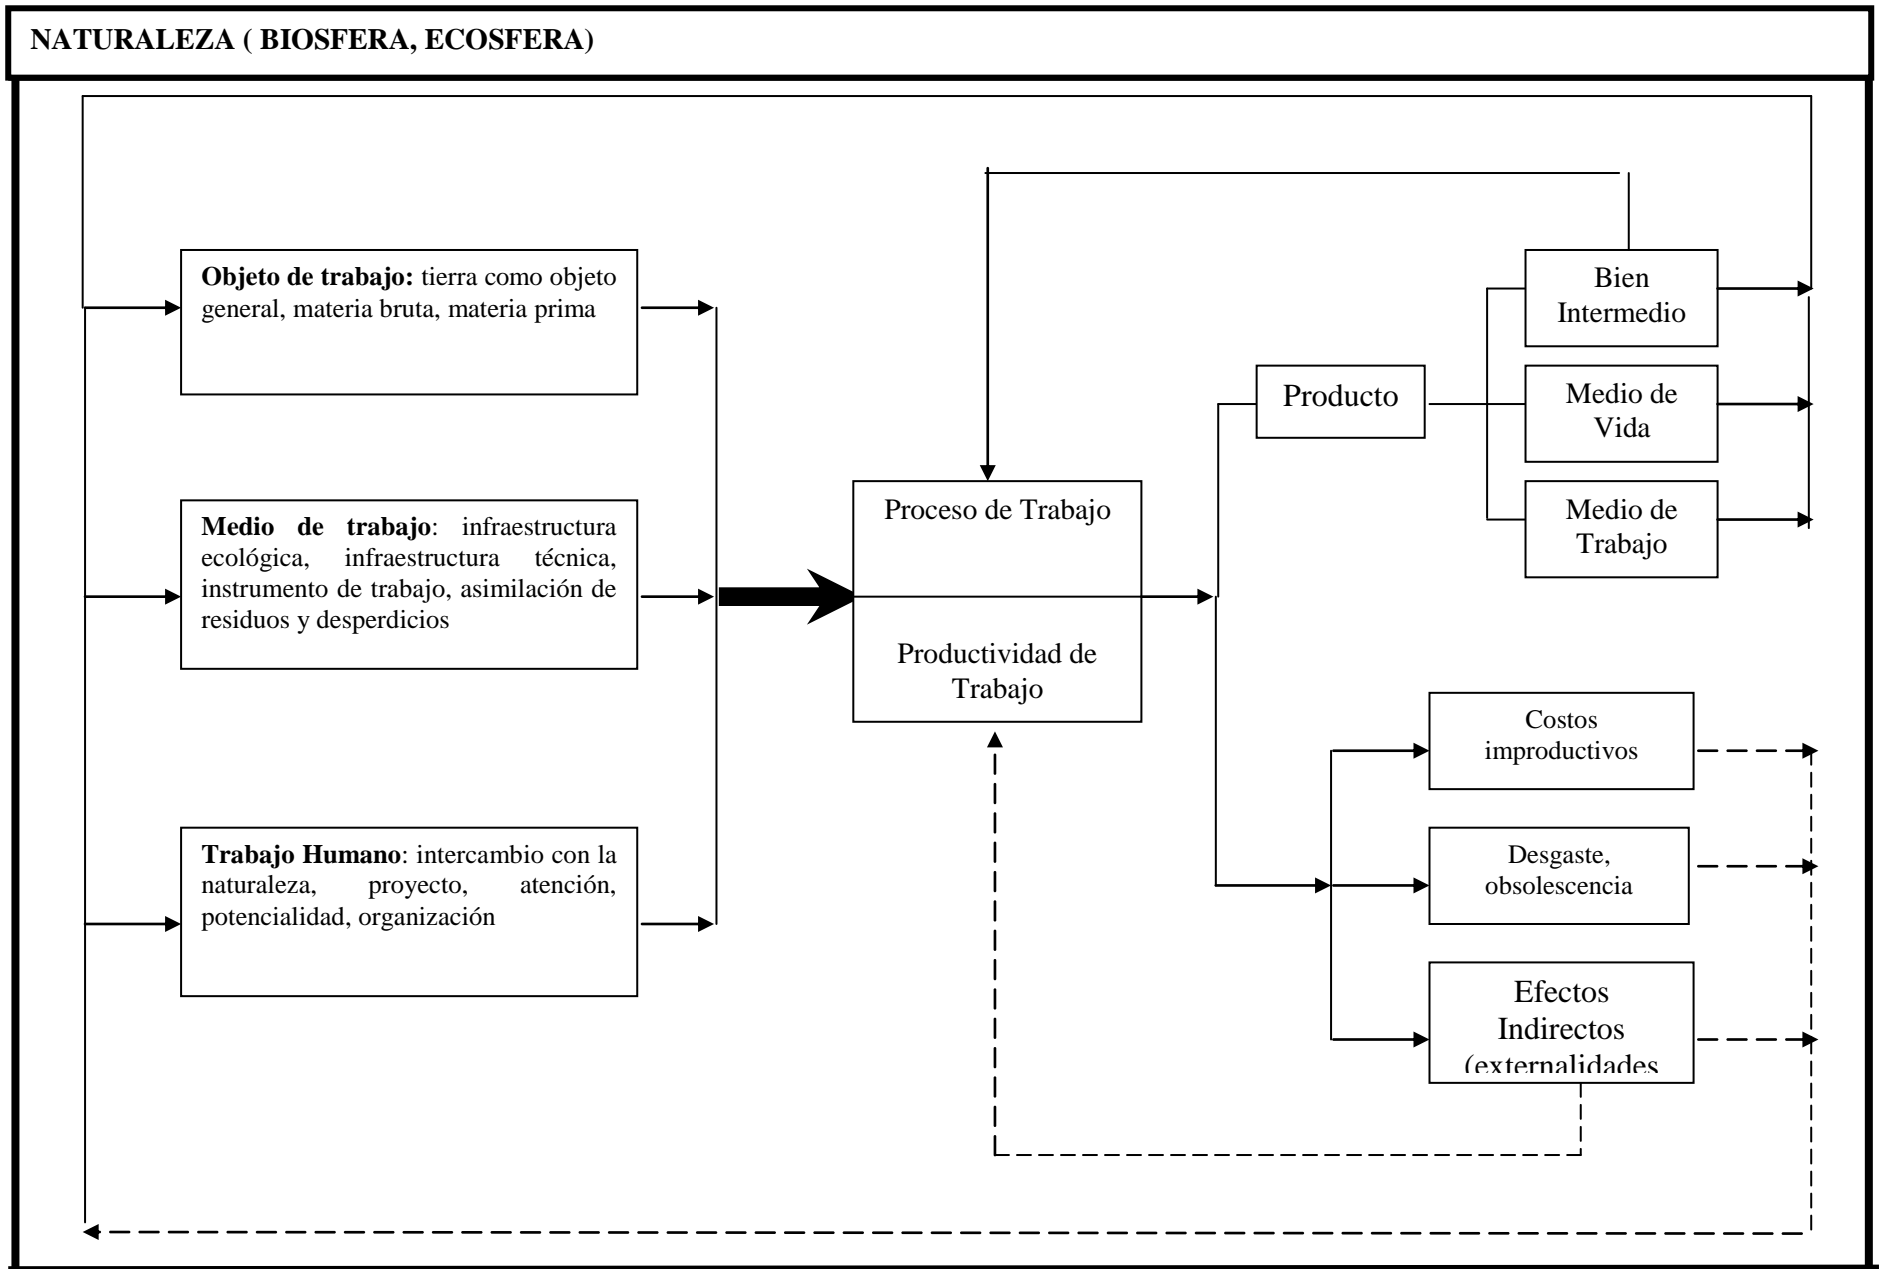 NATURALEZA ( BIOSFERA, ECOSFERA)
Objeto de trabajo: tierra como objeto
general, materia bruta, materia prima
Medio de trabajo: infraestructura
ecológica, infraestructura técnica,
instrumento de trabajo, asimilación de
residuos y desperdicios
Trabajo Humano: intercambio con la
naturaleza, proyecto, atención,
potencialidad, organización
Proceso de Trabajo
Productividad de
Trabajo
Producto
Bien
Intermedio
Medio de
Vida
Medio de
Trabajo
Costos
improductivos
Desgaste,
obsolescencia
Efectos
Indirectos
(externalidades